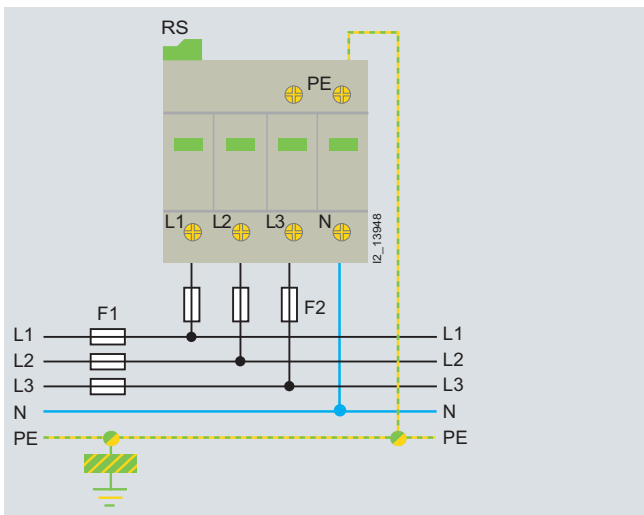 RS
PE
L1 L2 L3 N
I2_13948
F1 F2
L1 L1
L2 L2
L3 L3
N N
PE PE